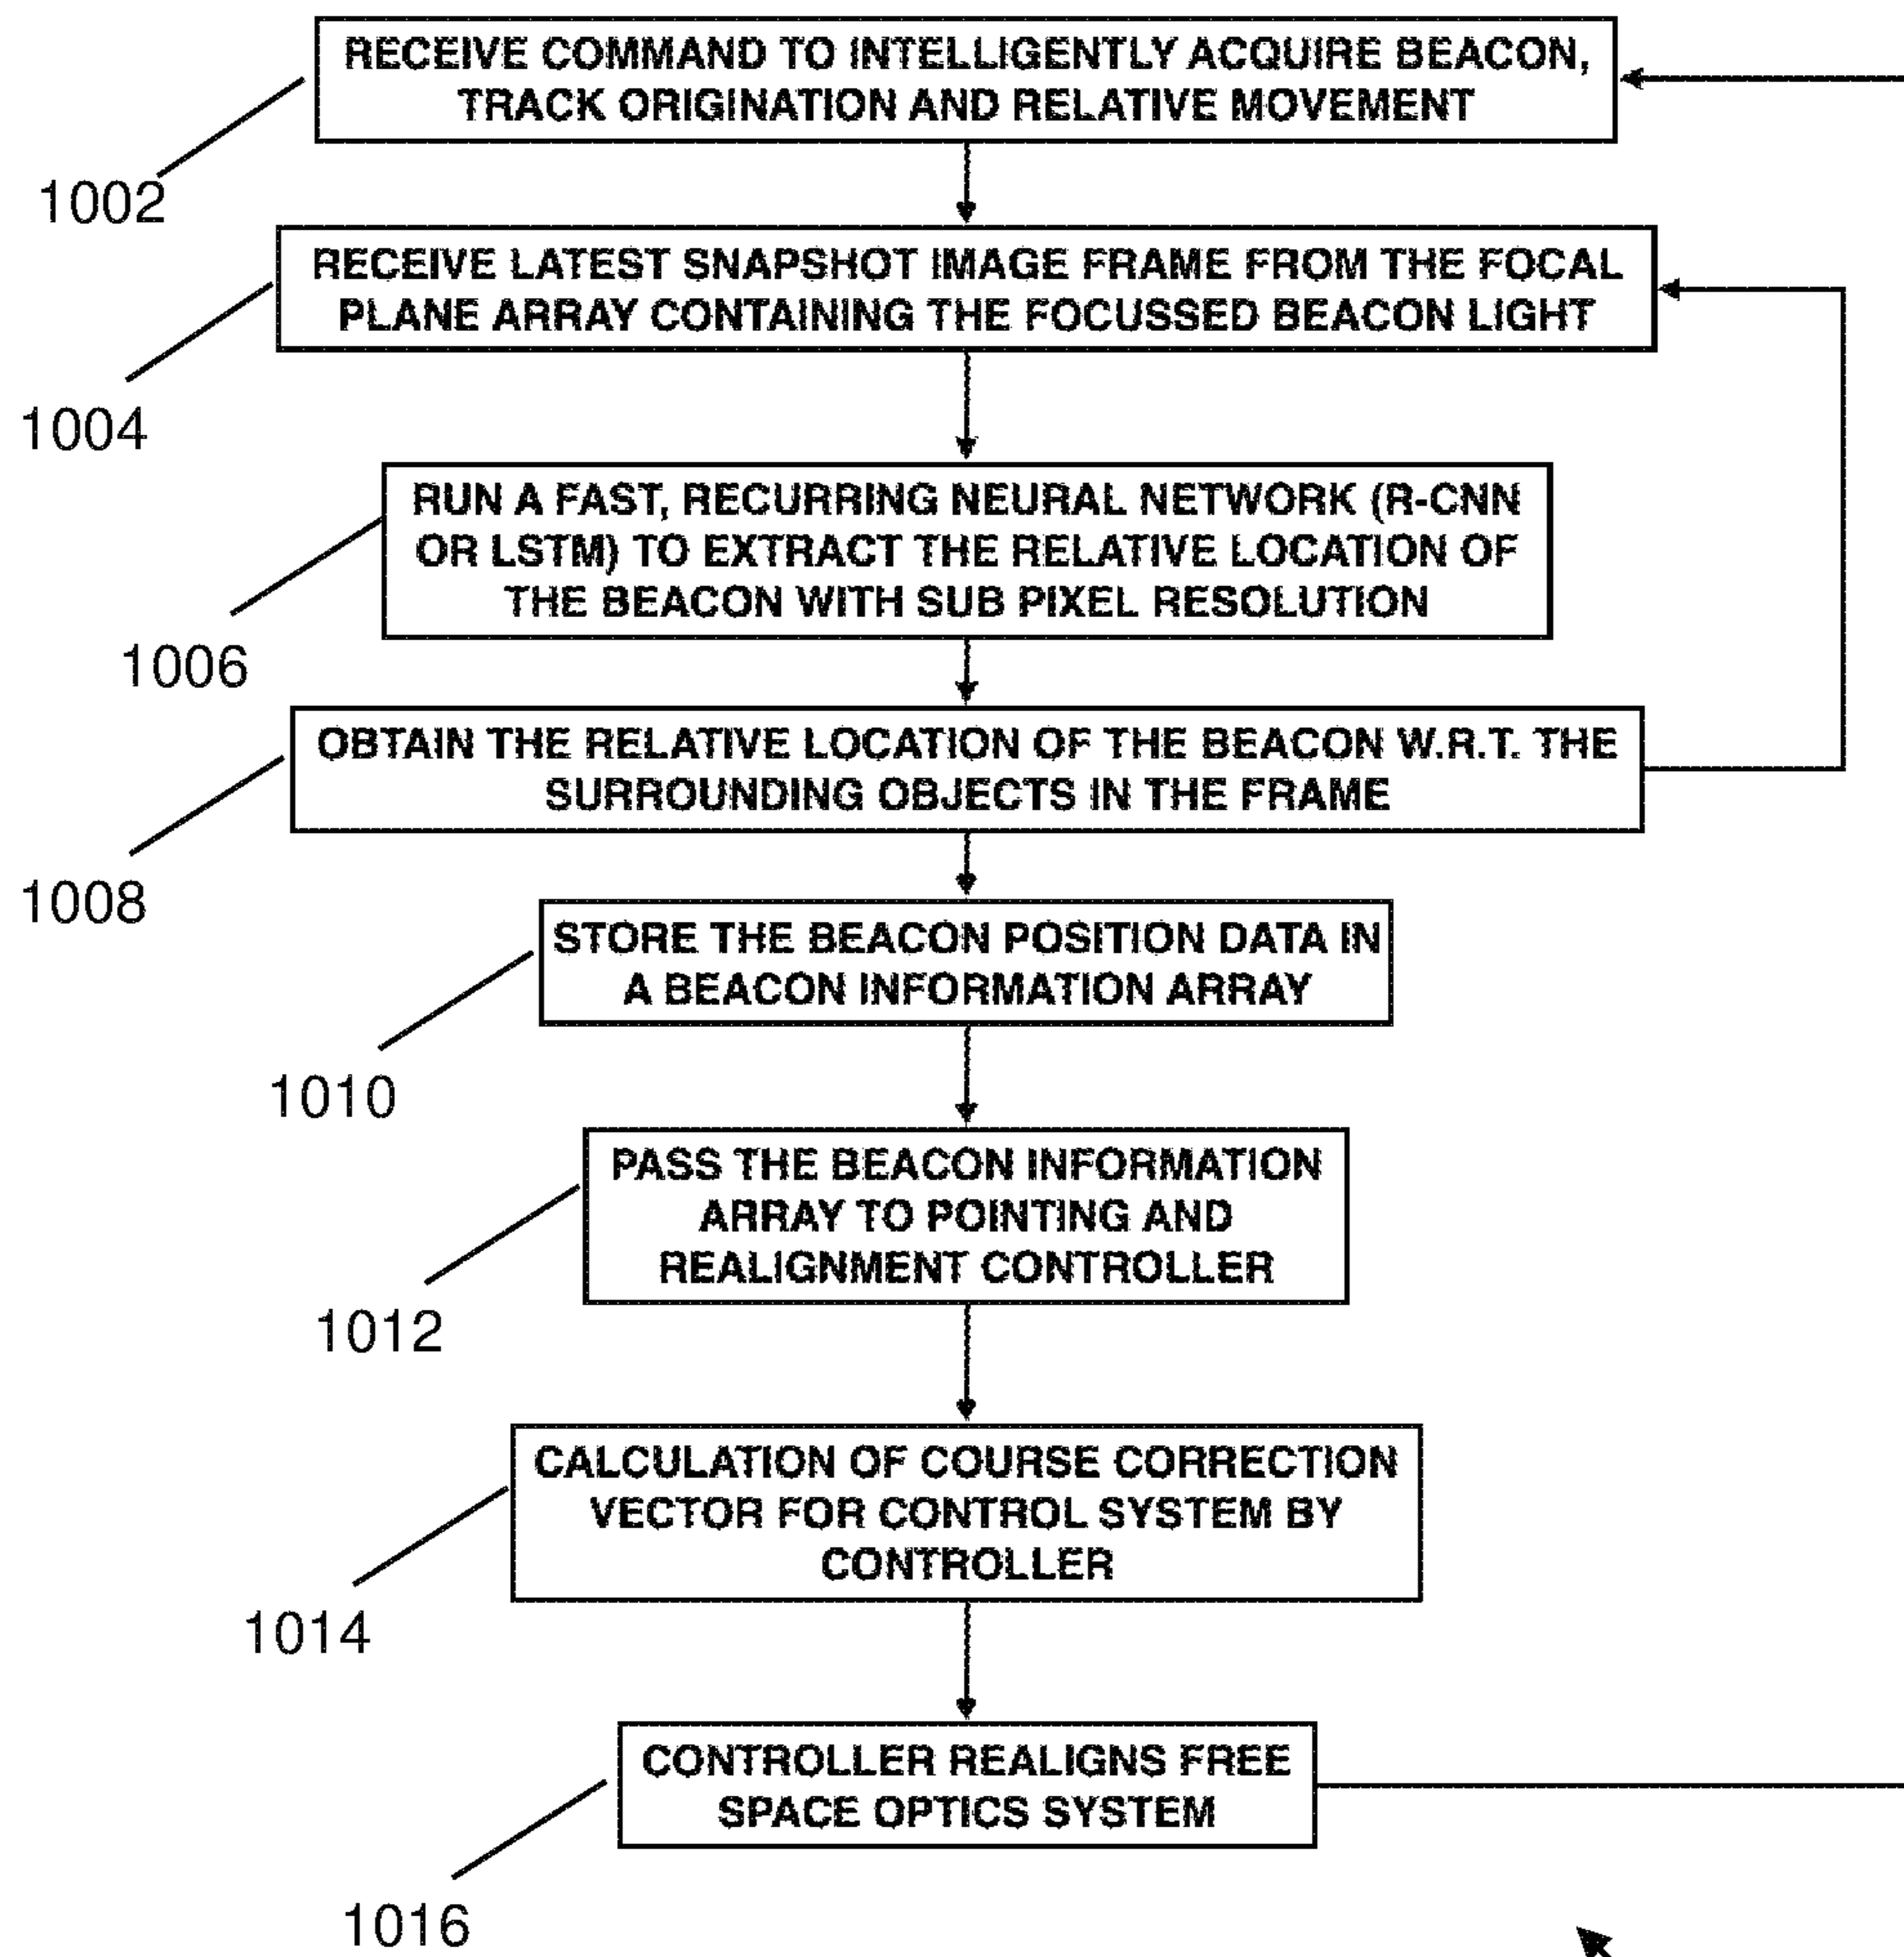 RECEIVE COMMAND TO INTELLIGENTLY ACQUIRE BEACON,
TRACK ORIGINATION AND RELATIVE MOVEMENT
1002
RECEIVE LATEST SNAPSHOT IMAGE FRAME FROM THE FOCAL
PLANE ARRAY CONTAINING THE FOCUSSED BEACON LIGHT
1004
RUN A FAST, RECURRING NEURAL NETWORK (R-CNN
OR LSTM) TO EXTRACT THE RELATIVE LOCATION OF
THE BEACON WITH SUB PIXEL RESOLUTION
1006
OBTAIN THE RELATIVE LOCATION OF THE BEACON W.R.T. THE
SURROUNDING OBJECTS IN THE FRAME
1008
STORE THE BEACON POSITION DATA IN
A BEACON INFORMATION ARRAY
1010
PASS THE BEACON INFORMATION
ARRAY TO POINTING AND
REALIGNMENT CONTROLLER
1012
CALCULATION OF COURSE CORRECTION
VECTOR FOR CONTROL SYSTEM BY
CONTROLLER
1014
CONTROLLER REALIGNS FREE
SPACE OPTICS SYSTEM
1016